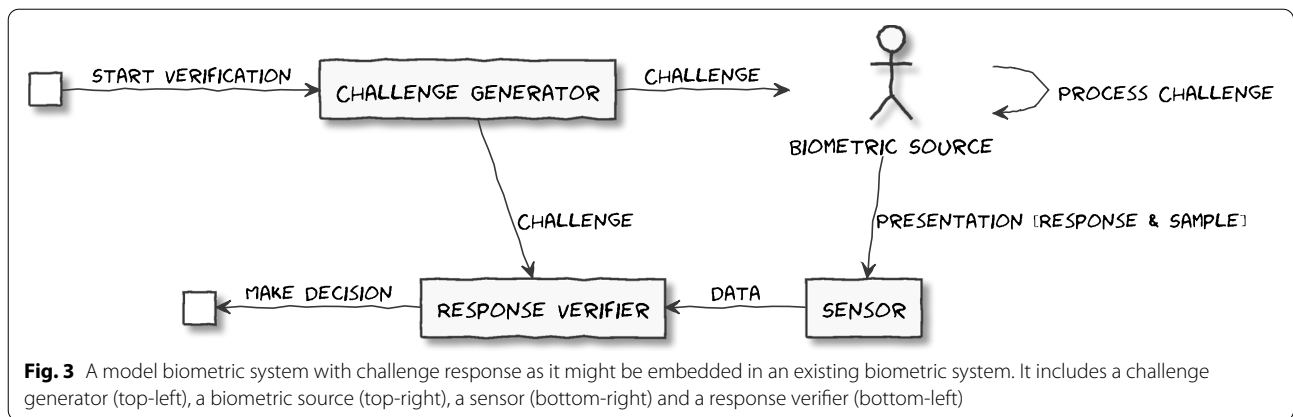 START VERIFICATION
CHALLENGE GENERATOR
CHALLENGE
PROCESS CHALLENGE
BIOMETRIC SOURCE
CHALLENGE
PRESENTATION [RESPONSE & SAMPLE]
MAKE DECISION
RESPONSE VERIFIER
DATA
SENSOR
Fig. 3 A model biometric system with challenge response as it might be embedded in an existing biometric system. It includes a challenge
generator (top-left), a biometric source (top-right), a sensor (bottom-right) and a response verifier (bottom-left)